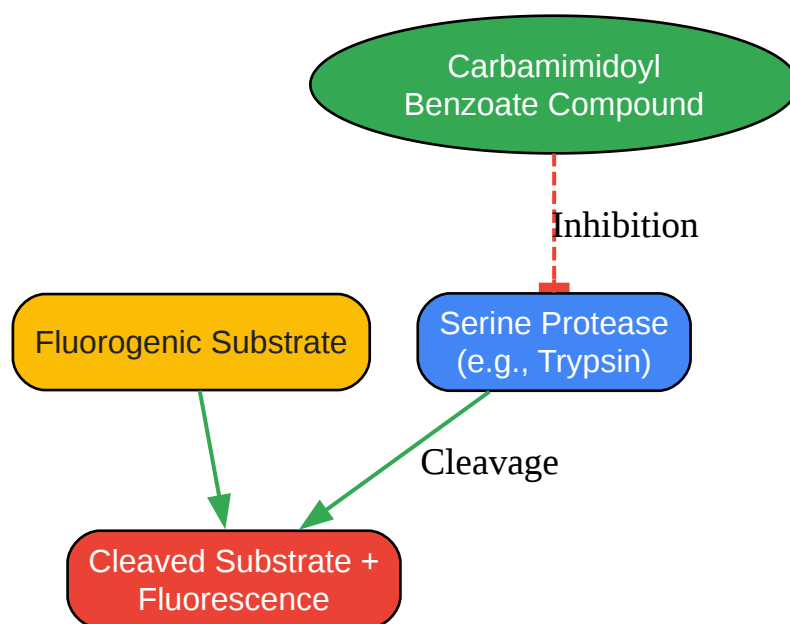 Carbamimidoyl
Benzoate Compound
Inhibition
Fluorogenic Substrate
Serine Protease
(e.g., Trypsin)
Cleavage
Cleaved Substrate +
Fluorescence